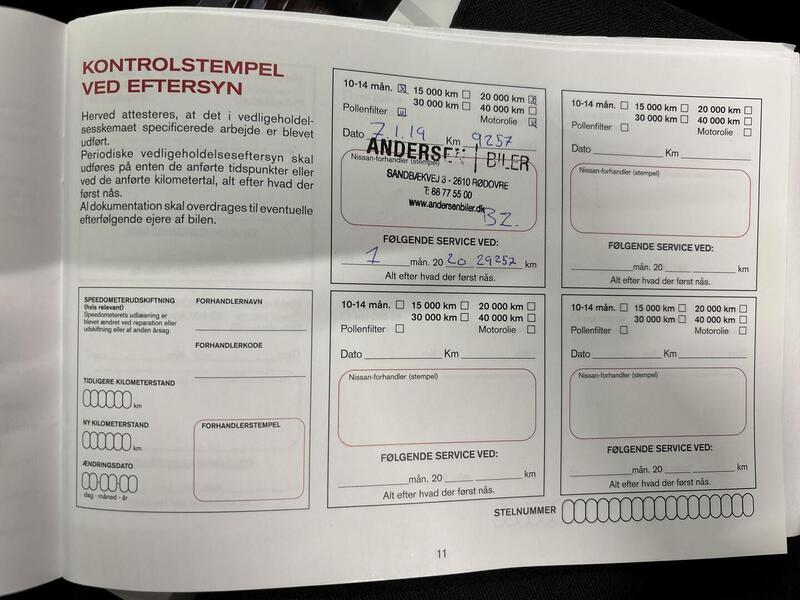 KONTROLSTEMPEL
VED EFTERSYN
Herved attesteres, at det i vedligeholdel-
sesskemaet specificerede arbejde er blevet
udført.
Periodiske vedligeholdelseseftersyn skal
udføres på enten de anførte tidspunkter eller
ved de anførte kilometertal, alt efter hvad der
først nås.
Al dokumentation skal overdrages til eventuelle
efterfølgende ejere af bilen.
SPEEDOMETERUDSKIFTNING
(hvis relevant)
Speedometerets udlæsning er
blevet ændret ved reparation eller
udskiftning eller af anden årsag.
FORHANDLERNAVN
FORHANDLERKODE
TIDLIGERE KILOMETERSTAND
km
NY KILOMETERSTAND
km
ÆNDRINGSDATO
dag - måned - år
FORHANDLERSTEMPEL
10-14 mån. 15 000 km 20 000 km
30 000 km 40 000 km
Pollenfilter Motorolie
Dato 7.1.19 Km 9257
ANDERSEN BILER
Nissan-forhandler (stempel)
SANDBÆKVEJ 3 - 2610 RØDOVRE
T: 68 77 55 00
www.andersenbiler.dk
BZ.
FØLGENDE SERVICE VED:
1 mån. 20 20 29257 km
Alt efter hvad der først nås.
10-14 mån. 15 000 km 20 000 km
30 000 km 40 000 km
Pollenfilter Motorolie
Dato Km
Nissan-forhandler (stempel)
FØLGENDE SERVICE VED:
mån. 20 km
Alt efter hvad der først nås.
10-14 mån. 15 000 km 20 000 km
30 000 km 40 000 km
Pollenfilter Motorolie
Dato Km
Nissan-forhandler (stempel)
FØLGENDE SERVICE VED:
mån. 20 km
Alt efter hvad der først nås.
10-14 mån. 15 000 km 20 000 km
30 000 km 40 000 km
Pollenfilter Motorolie
Dato Km
Nissan-forhandler (stempel)
FØLGENDE SERVICE VED:
mån. 20 km
Alt efter hvad der først nås.
STELNUMMER
11